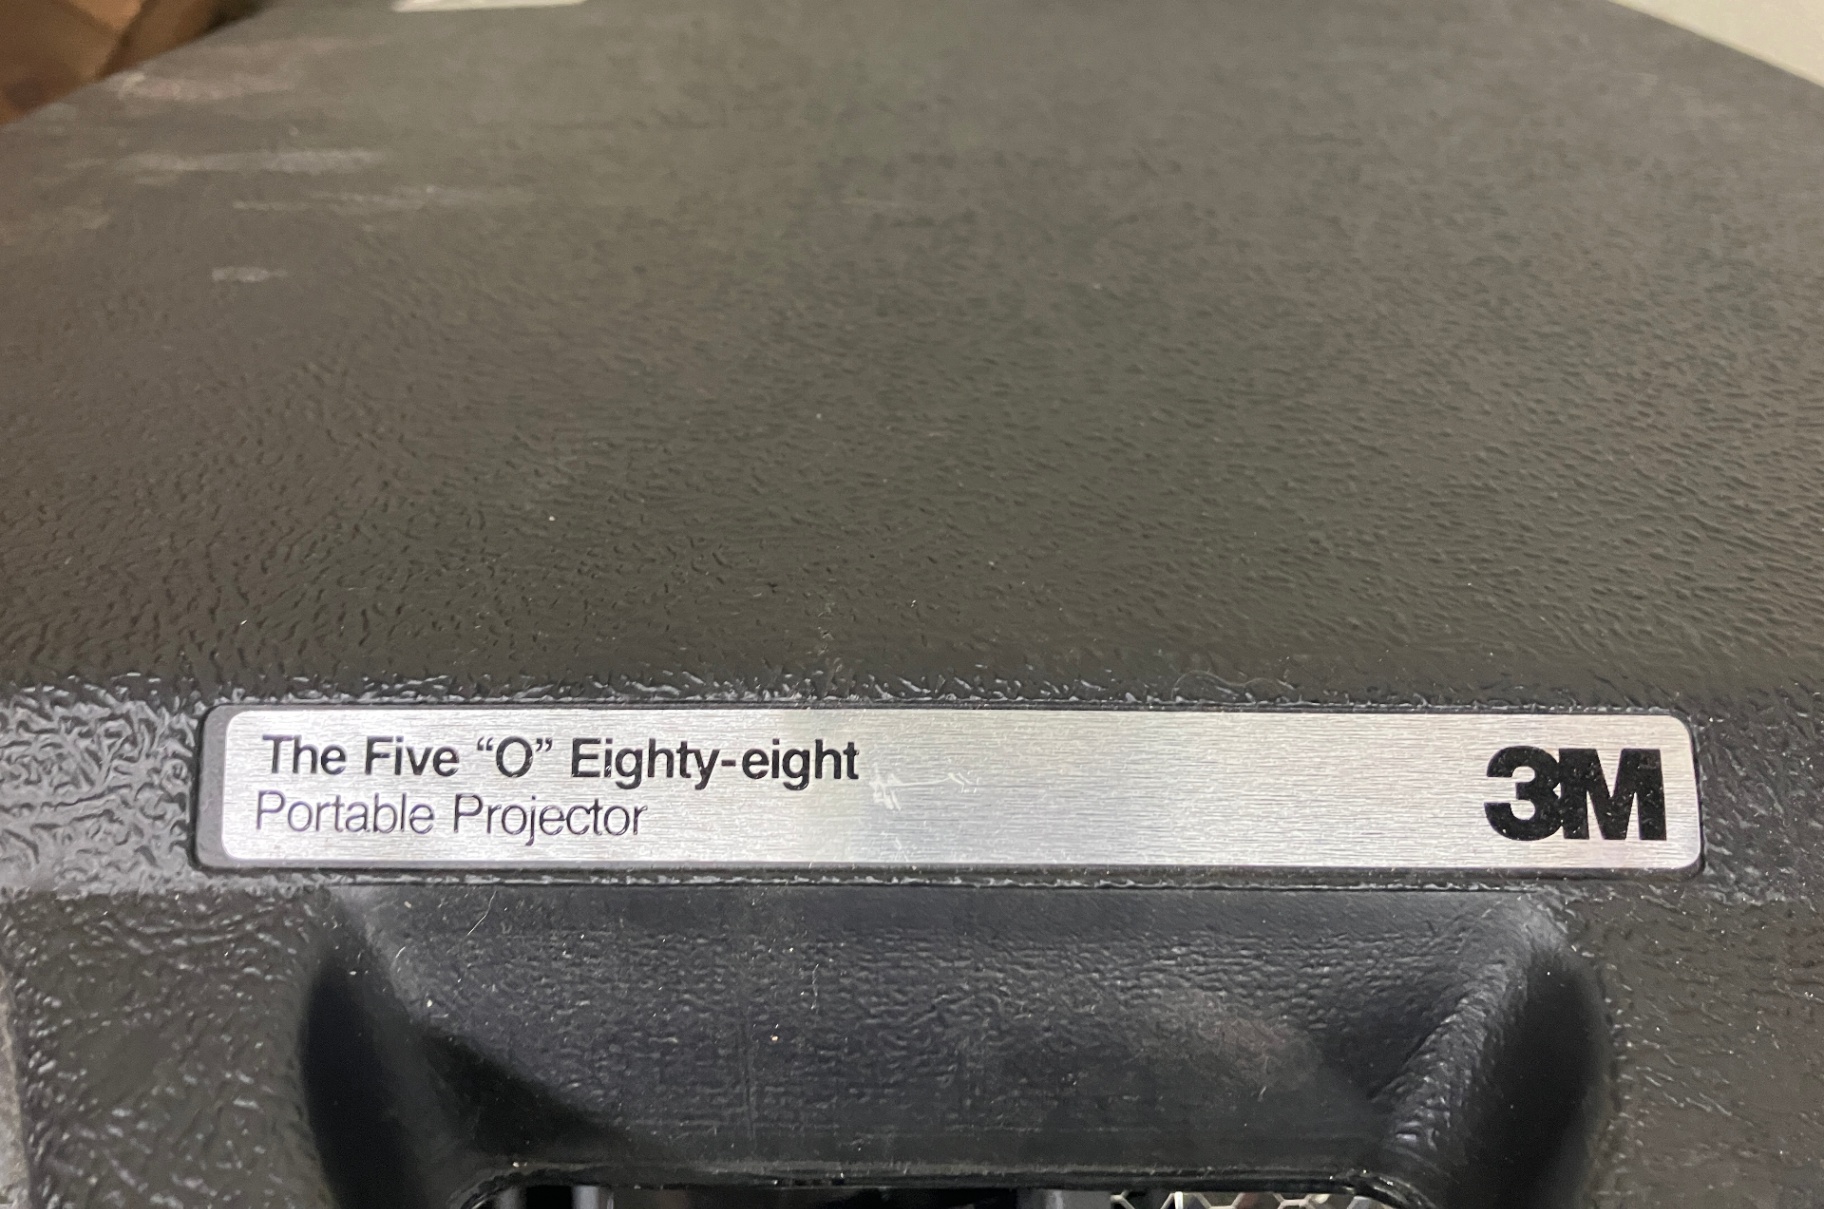 The Five “O” Eighty-eight
Portable Projector
3M